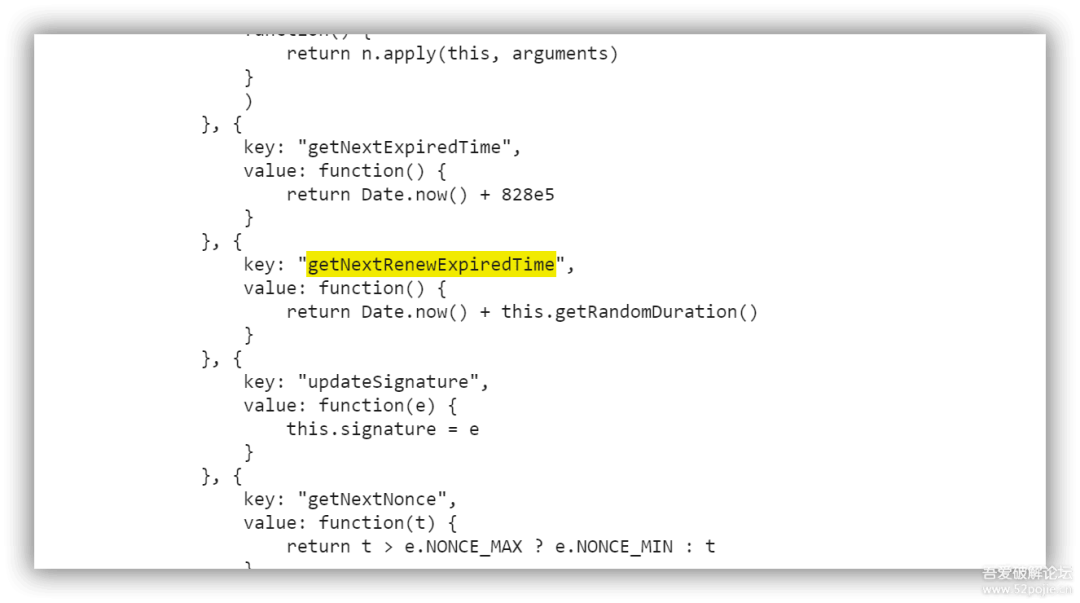 function() {
return n.apply(this, arguments)
}
)
}, {
key: "getNextExpiredTime",
value: function() {
return Date.now() + 828e5
}
}, {
key: "getNextRenewExpiredTime",
value: function() {
return Date.now() + this.getRandomDuration()
}
}, {
key: "updateSignature",
value: function(e) {
this.signature = e
}
}, {
key: "getNextNonce",
value: function(t) {
return t > e.NONCE_MAX ? e.NONCE_MIN : t
}
吾爱破解论坛
www.52pojie.cn